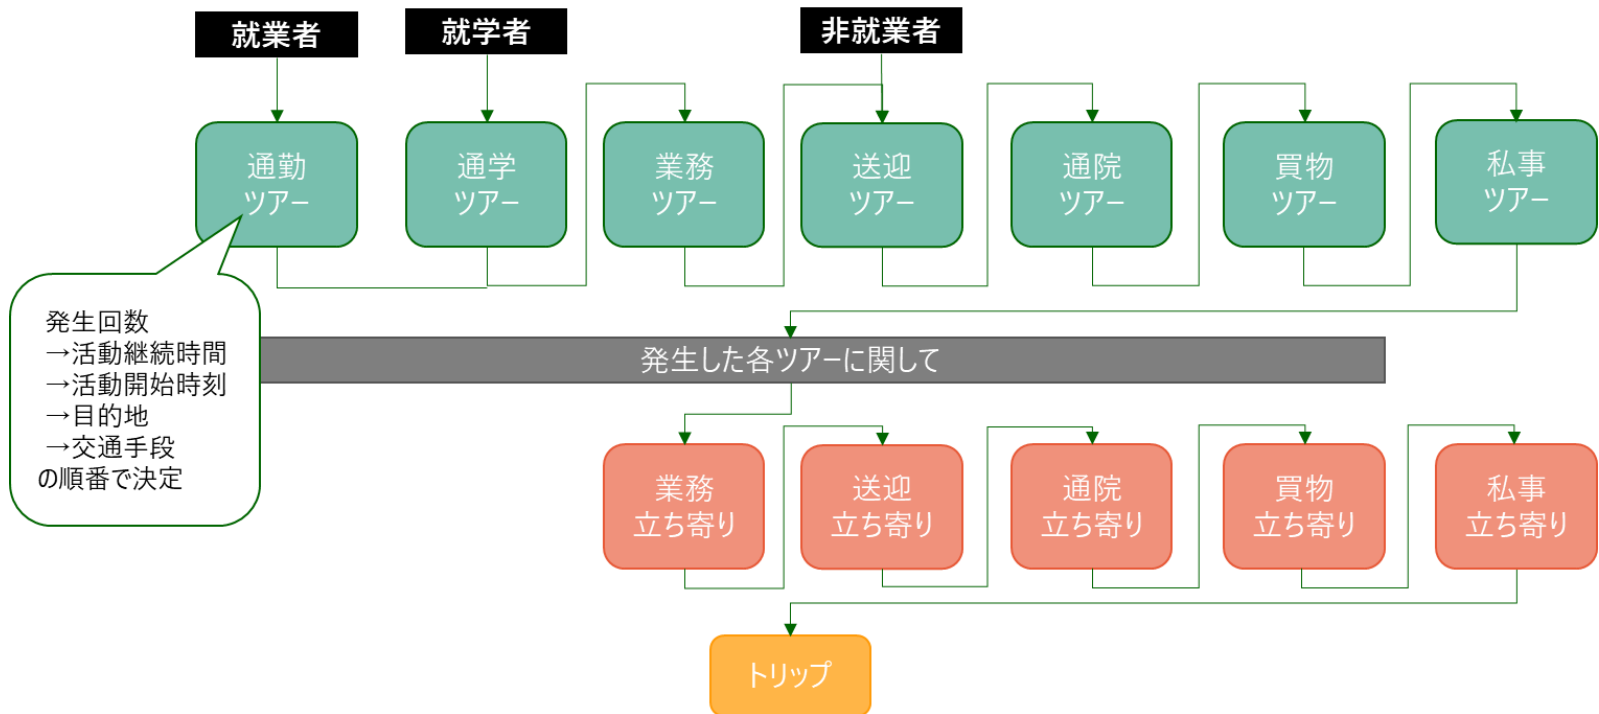 就業者
就学者
非就業者
通勤
ツアー
通学
ツアー
業務
ツアー
送迎
ツアー
通院
ツアー
買物
ツアー
私事
ツアー
発生回数
→活動継続時間
→活動開始時刻
→目的地
→交通手段
の順番で決定
発生した各ツアーに関して
業務
立ち寄り
送迎
立ち寄り
通院
立ち寄り
買物
立ち寄り
私事
立ち寄り
トリップ